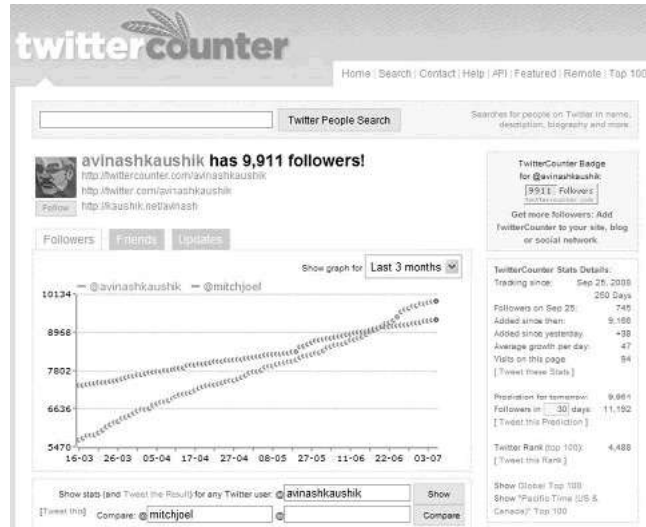 twittercounter
Home | Search | Contact | Help | API | Featured | Remote | Top 100
Twitter People Search
Searches for people on Twitter in name,
description, biography and more.
avinashkaushik has 9,911 followers!
http://twittercounter.com/avinashkaushik
http://twitter.com/avinashkaushik
http://kaushik.net/avinash
Follow
TwitterCounter Badge
for @avinashkaushik:
9911 Followers
Get more followers: Add
TwitterCounter to your site, blog
or social network.
Followers Friends Updates
Show graph for Last 3 months
@avinashkaushik @mitchjoel
10134
8968
7802
6636
5470
16-03 26-03 05-04 17-04 27-04 08-05 17-05 27-05 11-06 22-06 03-07
TwitterCounter Stats Details:
Tracking since: Sep 25, 2008
260 Days
Followers on Sep 25: 745
Added since then: 9,166
Added since yesterday: +38
Average growth per day: 47
Visits on this page 94
[ Tweet these Stats ]
Prediction for tomorrow:
Followers in 30 days: 11,192
[ Tweet this Prediction ]
Twitter Rank (top 100): 4,488
[ Tweet this Rank ]
Show Global Top 100
Show "Pacific Time (US &
Canada)" Top 100
Show stats (and Tweet the Result) for any Twitter user: @ avinashkaushik Show
[Tweet this] Compare: @ mitchjoel @ Compare